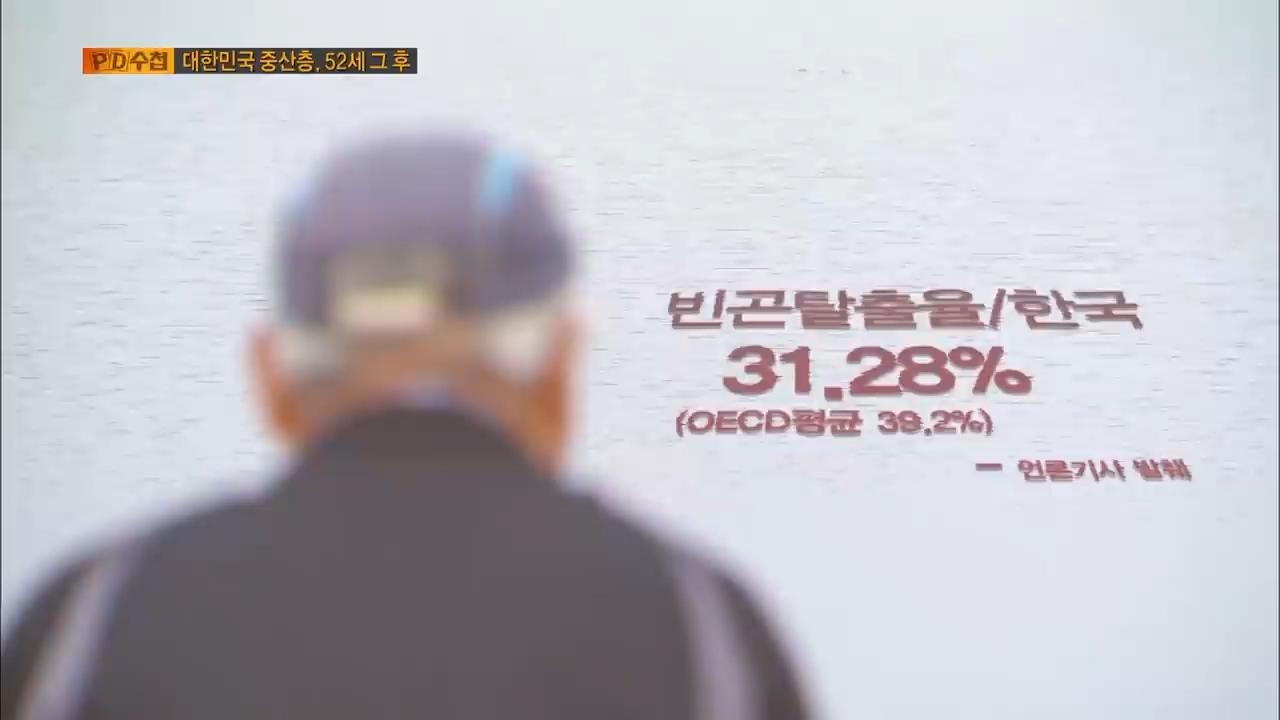 PD수첩 대한민국 중산층, 52세 그 후
빈곤탈출율/한국
31.28%
(OECD평균 39.2%)
- 언론기사 발췌